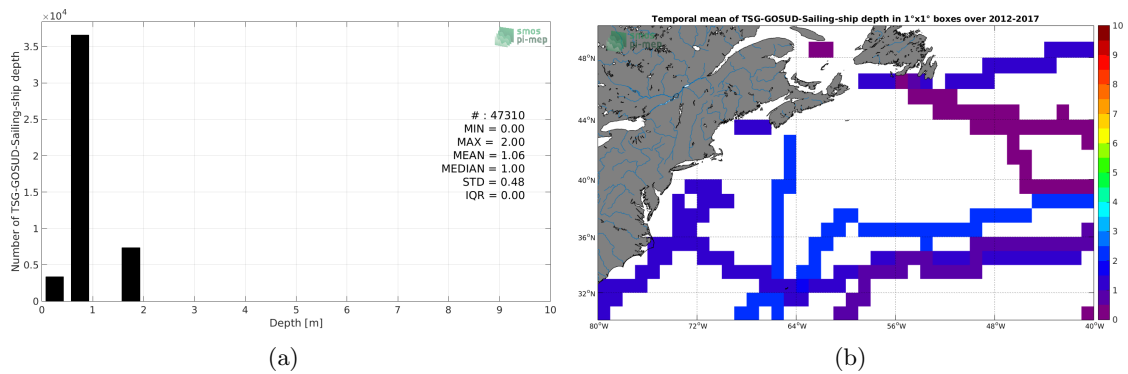 ×10⁴
3.5
3
2.5
2
1.5
1
0.5
0
Number of TSG-GOSUD-Sailing-ship depth
smos
pi-mep
# : 47310
MIN = 0.00
MAX = 2.00
MEAN = 1.06
MEDIAN = 1.00
STD = 0.48
IQR = 0.00
1 2 3 4 5 6 7 8 9 10
Depth [m]
(a)
Temporal mean of TSG-GOSUD-Sailing-ship depth in 1°x1° boxes over 2012-2017
smos
pi-mep
48°N
44°N
40°N
36°N
32°N
80°W 72°W 64°W 56°W 48°W 40°W
10
9
8
7
6
5
4
3
2
1
0
(b)